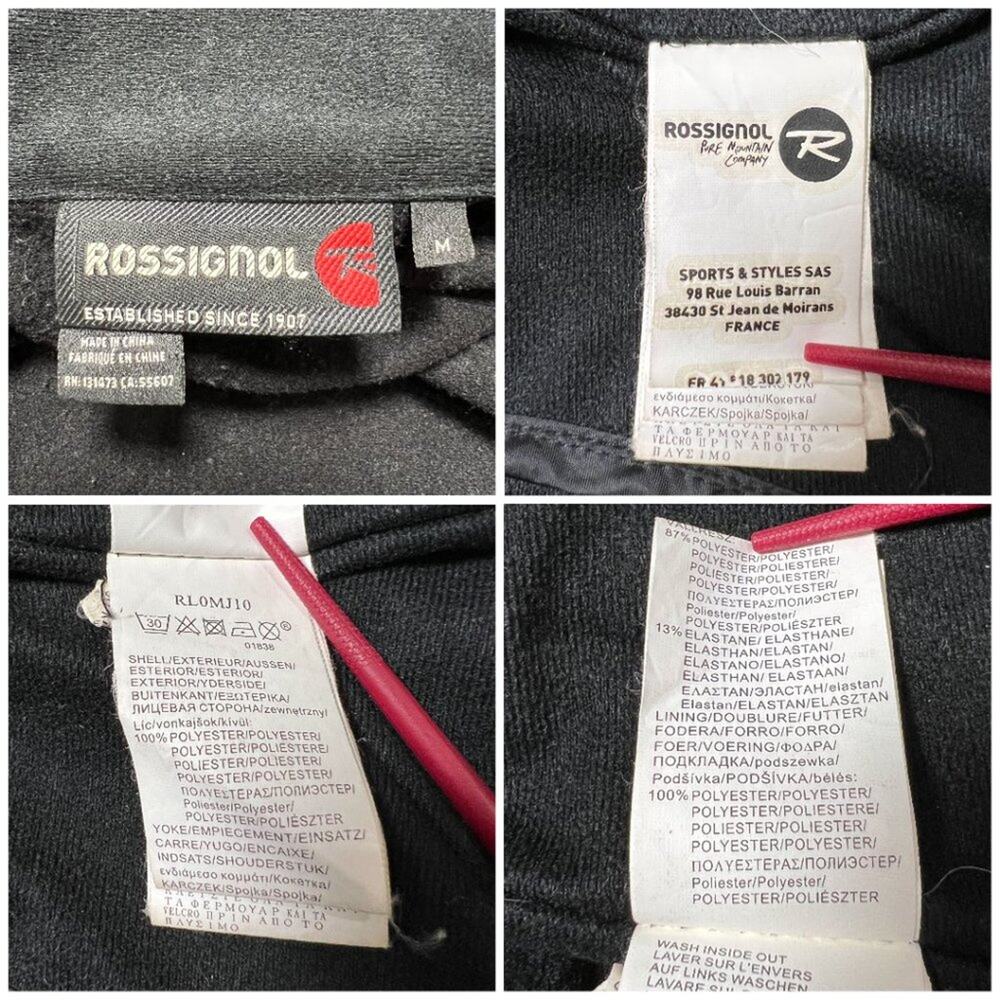 ROSSIGNOL
ESTABLISHED SINCE 1907
M
MADE IN CHINA
FABRIQUÉ EN CHINE
RN: 131473 CA: 55607
ROSSIGNOL
PURE MOUNTAIN
COMPANY
R
SPORTS & STYLES SAS
98 Rue Louis Barran
38430 St Jean de Moirans
FRANCE
18 302 179
ενδιάμεσο κομμάτι/Кокетка/
KARCZEK/Spojka/Spojka/
ΤΑ ΦΕΡΜΟΥΑΡ ΚΑΙ ΤΑ
VELCRO ΠΡΙΝ ΑΠΟ ΤΟ
ΠΛΥΣΙΜΟ
RL0MJ10
30
®
01838
SHELL/EXTERIEUR/AUSSEN/
ESTERIOR/ESTERIOR/
EXTERIOR/YDERSIDE/
BUITENKANT/ΕΞΩΤΕΡΙΚΑ/
ЛИЦЕВАЯ СТОРОНА/zewnętrzny/
Líc/vonkajšok/kívül:
100% POLYESTER/POLYESTER/
POLYESTER/POLIESTERE/
POLIESTER/POLIESTER/
POLYESTER/POLYESTER/
ΠΟΛΥΕΣΤΕΡΑΣ/ПОЛИЭСТЕР/
Poliester/Polyester/
POLYESTER/POLIÉSZTER
YOKE/EMPIECEMENT/EINSATZ/
CARRE/YUGO/ENCAIXE/
INDSATS/SHOUDERSTUK/
ενδιάμεσο κομμάτι/Кокетка/
KARCZEK/Spojka/Spojka/
ΤΑ ΦΕΡΜΟΥΑΡ ΚΑΙ ΤΑ
VELCRO ΠΡΙΝ ΑΠΟ ΤΟ
ΠΛΥΣΙΜΟ
87% POLYESTER/POLYESTER/
POLYESTER/POLIESTERE/
POLIESTER/POLIESTER/
POLYESTER/POLYESTER/
ΠΟΛΥΕΣΤΕΡΑΣ/ПОЛИЭСТЕР/
Poliester/Polyester/
POLYESTER/POLIÉSZTER
13% ELASTANE/ ELASTHANE/
ELASTHAN/ELASTAN/
ELASTANO/ELASTANO/
ELASTHAN/ ELASTAAN/
ΕΛΑΣΤΑΝ/ЭЛАСТАН/elastan/
Elastan/ELASTAN/ELASZTAN
LINING/DOUBLURE/FUTTER/
FODERA/FORRO/FORRO/
FOER/VOERING/ΦΟΔΡΑ/
ПОДКЛАДКА/podszewka/
Podšívka/PODŠÍVKA/bélés:
100% POLYESTER/POLYESTER/
POLYESTER/POLIESTERE/
POLIESTER/POLIESTER/
POLYESTER/POLYESTER/
ΠΟΛΥΕΣΤΕΡΑΣ/ПОЛИЭСТЕР/
Poliester/Polyester/
POLYESTER/POLIÉSZTER
WASH INSIDE OUT
LAVER SUR L'ENVERS
AUF LINKS WASCHEN
LAVARE SUL